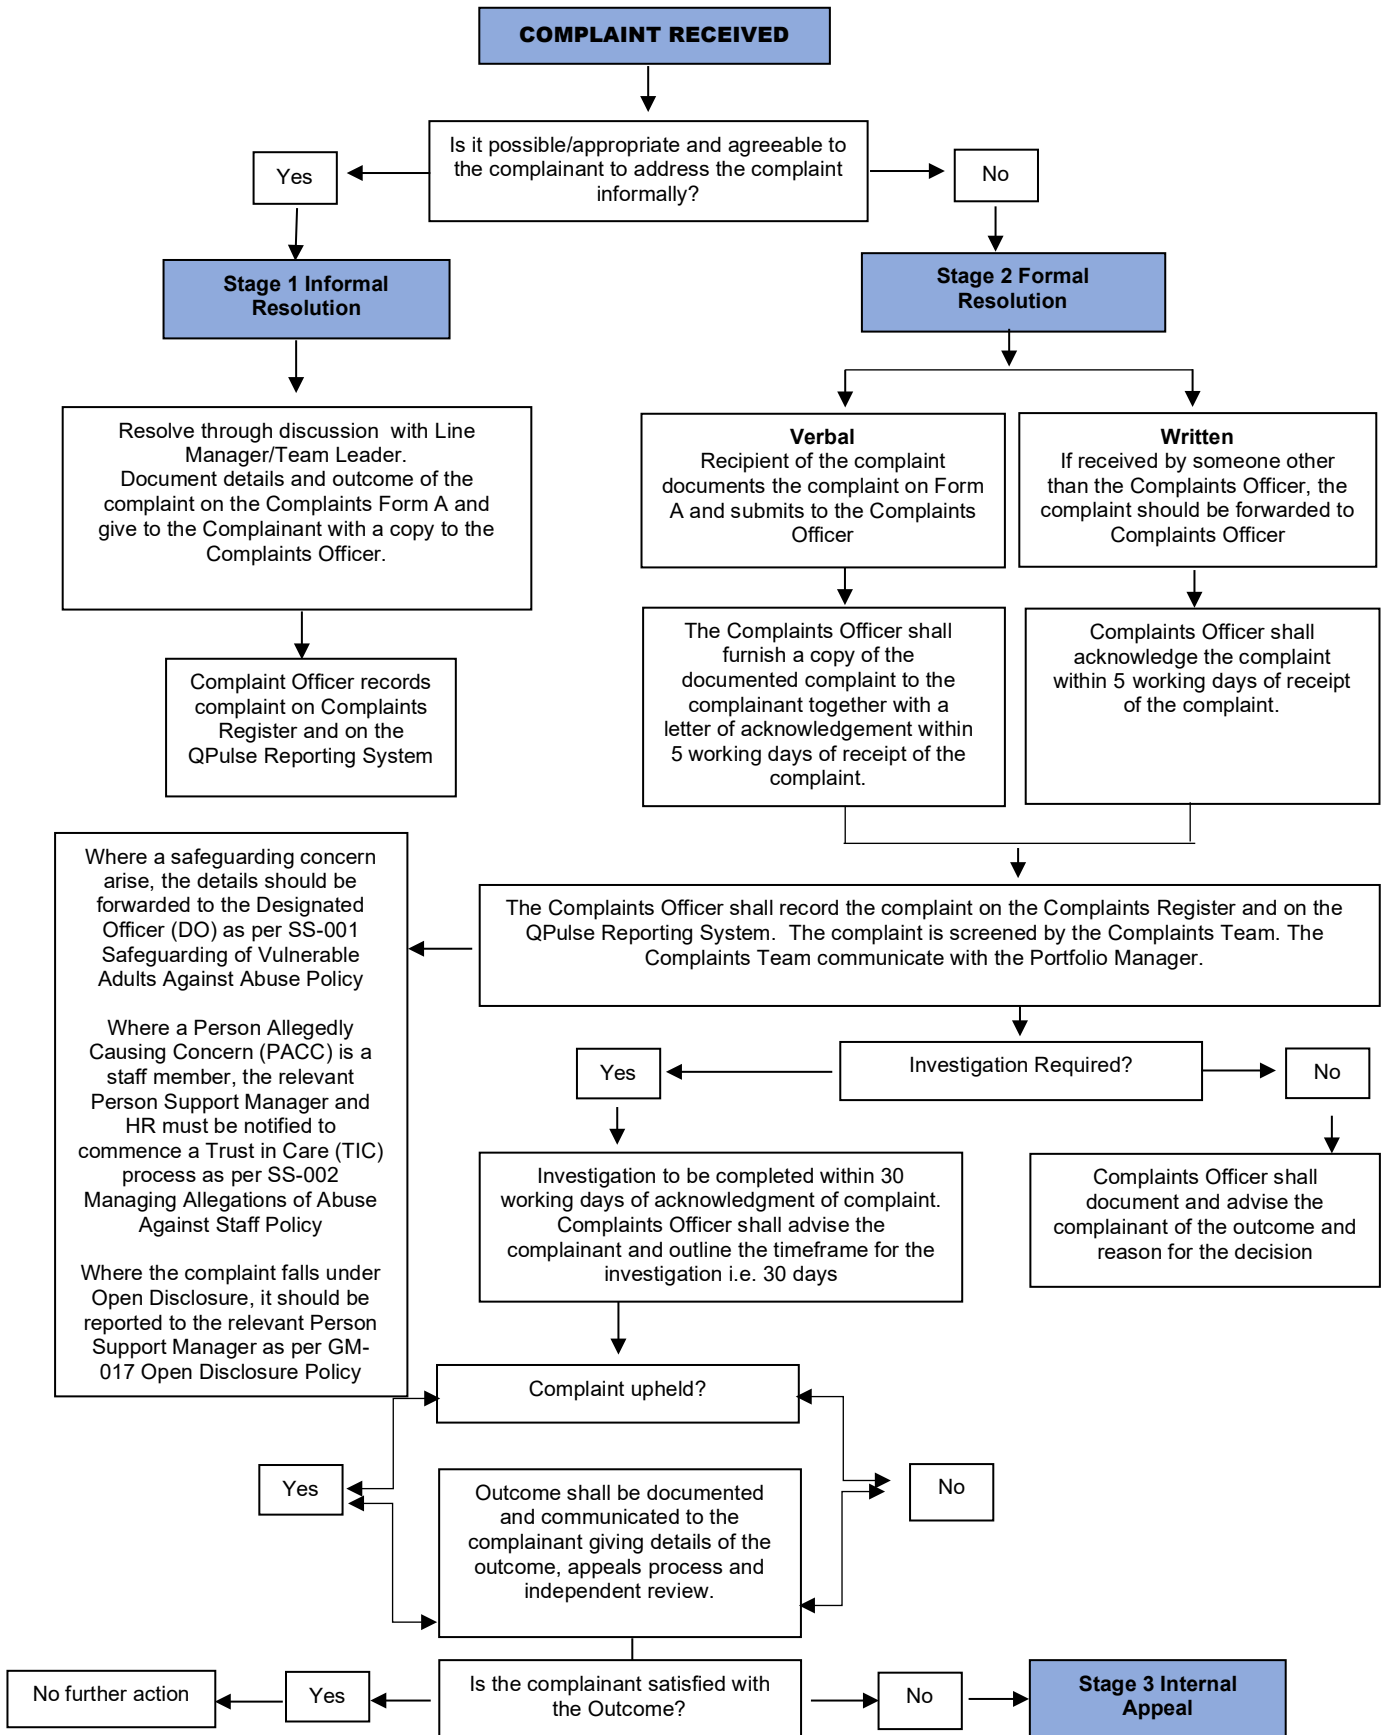 COMPLAINT RECEIVED
Is it possible/appropriate and agreeable to
the complainant to address the complaint
informally?
Yes
No
Stage 1 Informal
Resolution
Stage 2 Formal
Resolution
Resolve through discussion with Line
Manager/Team Leader.
Document details and outcome of the
complaint on the Complaints Form A and
give to the Complainant with a copy to the
Complaints Officer.
Verbal
Recipient of the complaint
documents the complaint on Form
A and submits to the Complaints
Officer
Written
If received by someone other
than the Complaints Officer, the
complaint should be forwarded to
Complaints Officer
Complaint Officer records
complaint on Complaints
Register and on the
QPulse Reporting System
The Complaints Officer shall
furnish a copy of the
documented complaint to the
complainant together with a
letter of acknowledgement within
5 working days of receipt of the
complaint.
Complaints Officer shall
acknowledge the complaint
within 5 working days of receipt
of the complaint.
Where a safeguarding concern
arise, the details should be
forwarded to the Designated
Officer (DO) as per SS-001
Safeguarding of Vulnerable
Adults Against Abuse Policy
Where a Person Allegedly
Causing Concern (PACC) is a
staff member, the relevant
Person Support Manager and
HR must be notified to
commence a Trust in Care (TIC)
process as per SS-002
Managing Allegations of Abuse
Against Staff Policy
Where the complaint falls under
Open Disclosure, it should be
reported to the relevant Person
Support Manager as per GM-
017 Open Disclosure Policy
The Complaints Officer shall record the complaint on the Complaints Register and on the
QPulse Reporting System. The complaint is screened by the Complaints Team. The
Complaints Team communicate with the Portfolio Manager.
Investigation Required?
Yes
No
Investigation to be completed within 30
working days of acknowledgment of complaint.
Complaints Officer shall advise the
complainant and outline the timeframe for the
investigation i.e. 30 days
Complaints Officer shall
document and advise the
complainant of the outcome and
reason for the decision
Complaint upheld?
Yes
No
Outcome shall be documented
and communicated to the
complainant giving details of the
outcome, appeals process and
independent review.
Is the complainant satisfied with
the Outcome?
Yes
No further action
No
Stage 3 Internal
Appeal